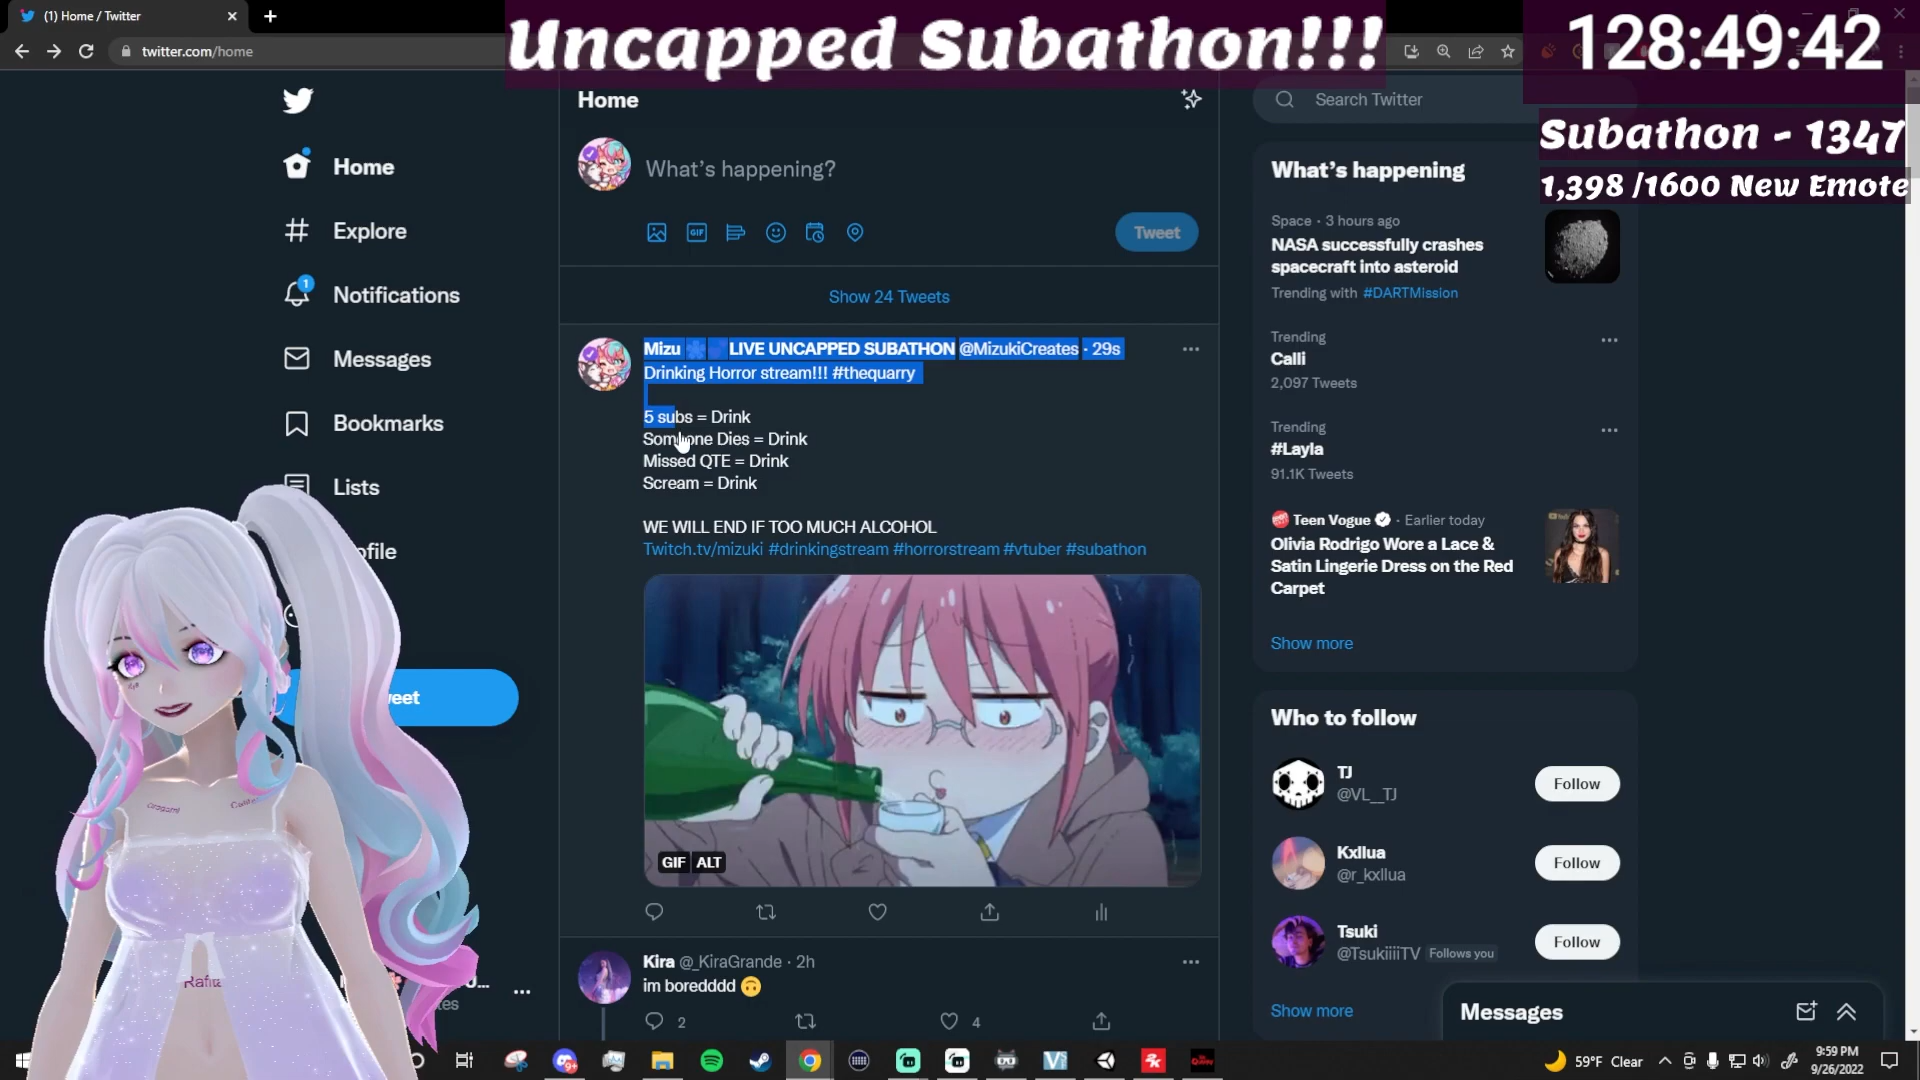 (1) Home / Twitter
twitter.com/home
Uncapped Subathon!!!
128:49:42
Subathon - 1347
1,398 /1600 New Emote
Home
Explore
Notifications
1
Messages
Bookmarks
Lists
ofile
eet
Home
What's happening?
GIF
Tweet
Show 24 Tweets
Mizu LIVE UNCAPPED SUBATHON @MizukiCreates · 29s
Drinking Horror stream!!! #thequarry
5 subs = Drink
Someone Dies = Drink
Missed QTE = Drink
Scream = Drink
WE WILL END IF TOO MUCH ALCOHOL
Twitch.tv/mizuki #drinkingstream #horrorstream #vtuber #subathon
GIF ALT
Kira @_KiraGrande · 2h
im boredddd
2
4
Search Twitter
What's happening
Space · 3 hours ago
NASA successfully crashes
spacecraft into asteroid
Trending with #DARTMission
Trending
Calli
2,097 Tweets
Trending
#Layla
91.1K Tweets
Teen Vogue · Earlier today
Olivia Rodrigo Wore a Lace &
Satin Lingerie Dress on the Red
Carpet
Show more
Who to follow
TJ
@VL__TJ
Follow
Kxllua
@r_kxllua
Follow
Tsuki
@TsukiiiiTV Follows you
Follow
Show more
Messages
59°F Clear
9:59 PM
9/26/2022